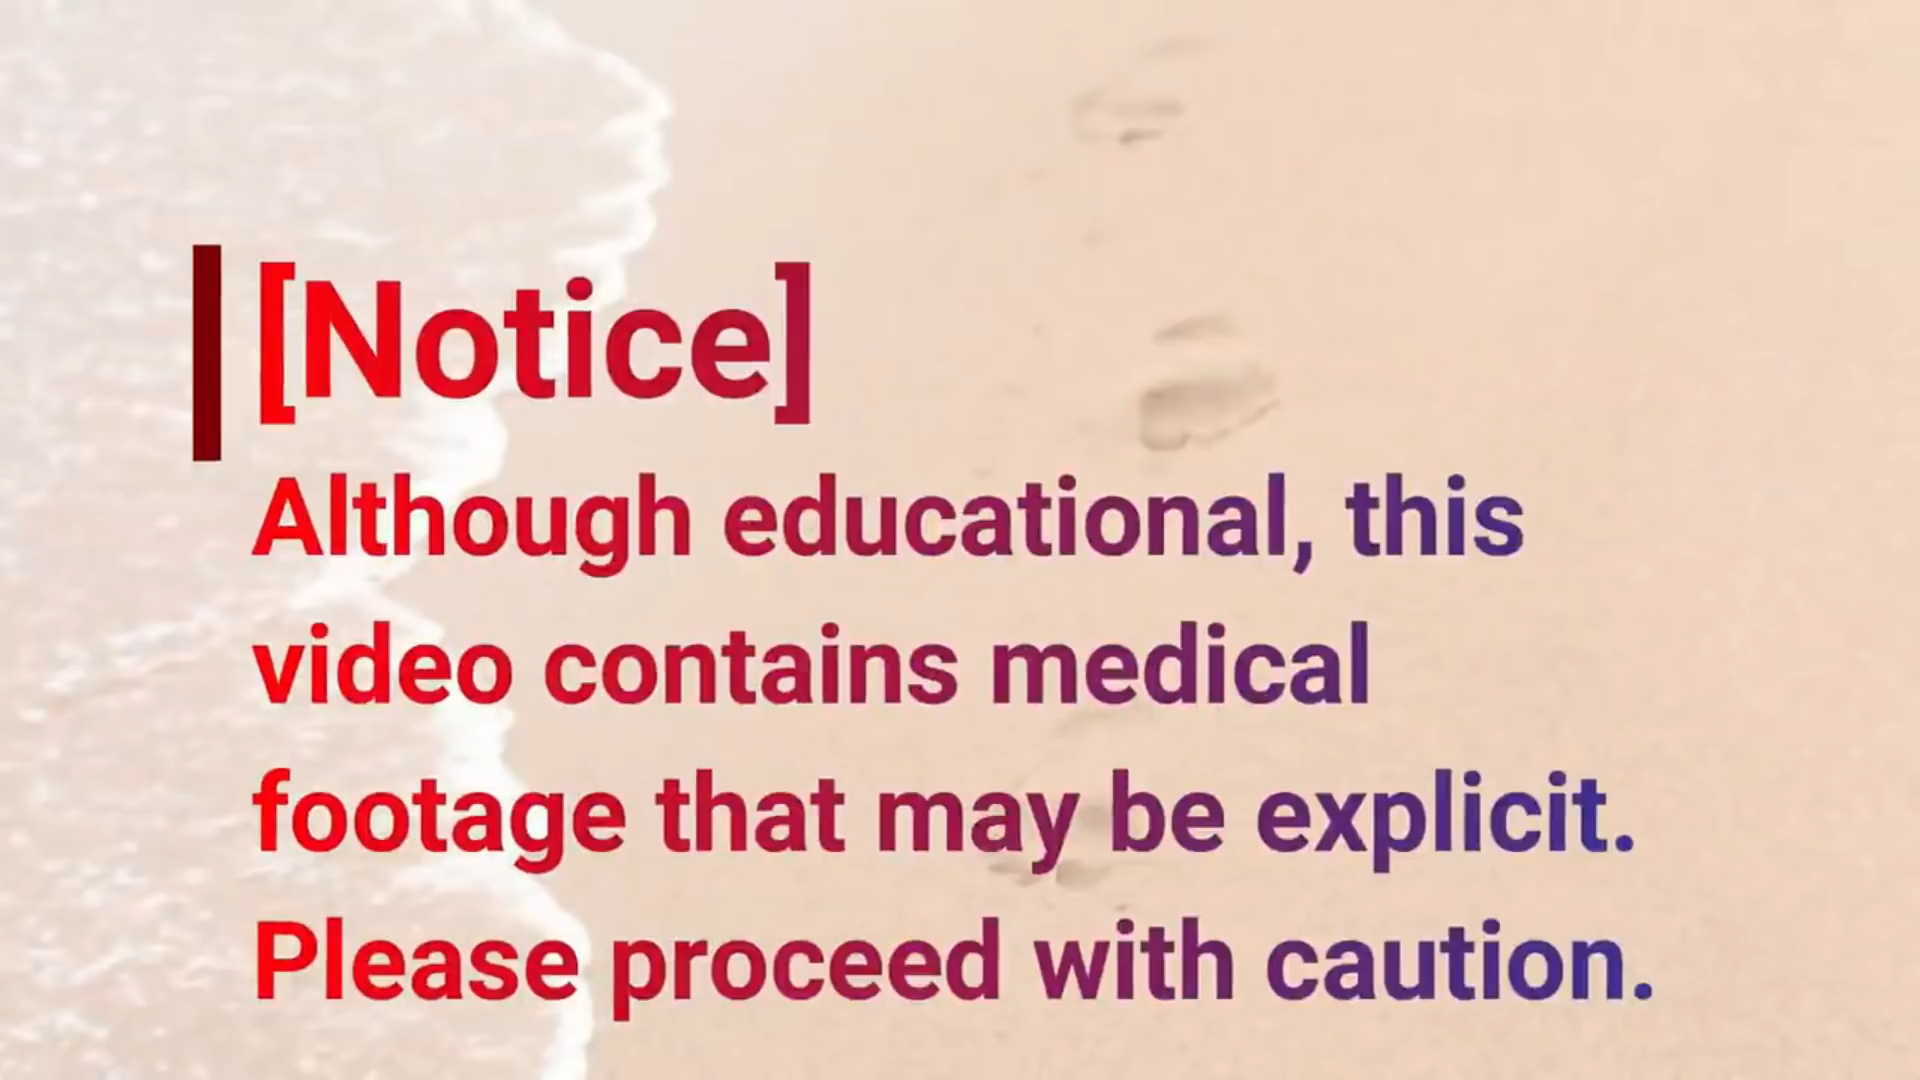 [Notice]
Although educational, this
video contains medical
footage that may be explicit.
Please proceed with caution.